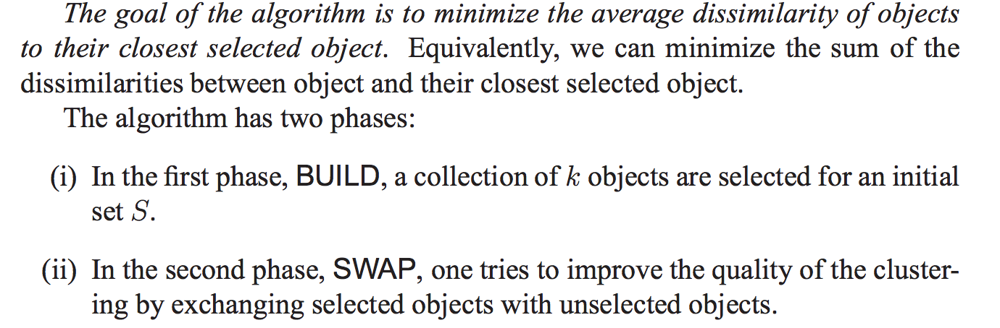 The goal of the algorithm is to minimize the average dissimilarity of objects
to their closest selected object. Equivalently, we can minimize the sum of the
dissimilarities between object and their closest selected object.
The algorithm has two phases:
(i) In the first phase, BUILD, a collection of k objects are selected for an initial
set S.
(ii) In the second phase, SWAP, one tries to improve the quality of the cluster-
ing by exchanging selected objects with unselected objects.